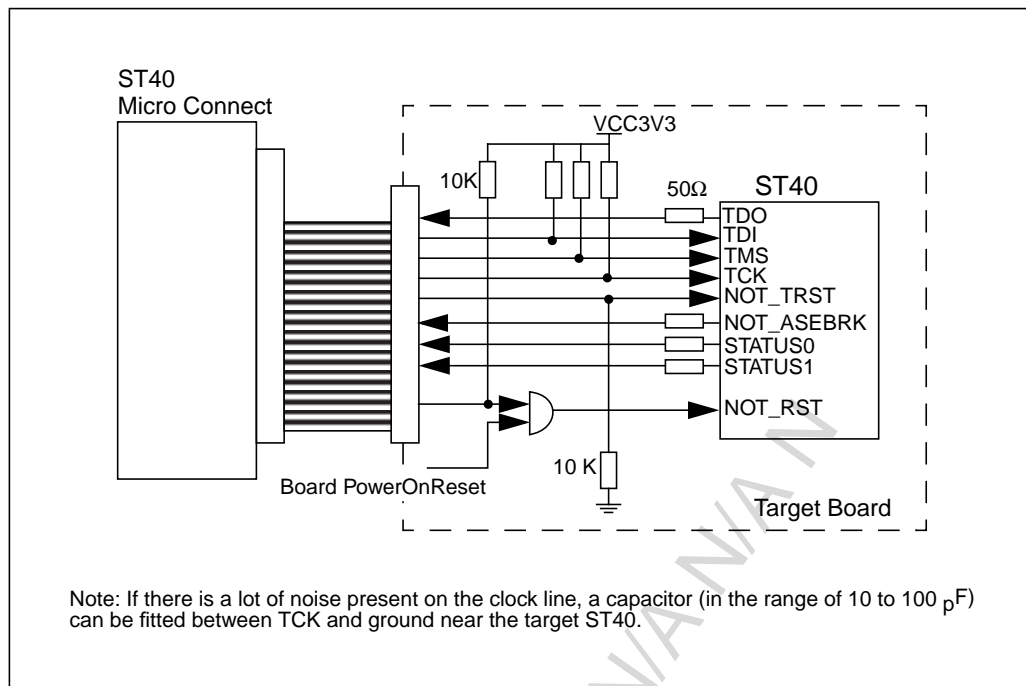 ST40
Micro Connect
VCC3V3
10K
50Ω
ST40
TDO
TDI
TMS
TCK
NOT_TRST
NOT_ASEBRK
STATUS0
STATUS1
NOT_RST
10 K
Board PowerOnReset
Target Board
N/A N/A N
Note: If there is a lot of noise present on the clock line, a capacitor (in the range of 10 to 100 pF)
can be fitted between TCK and ground near the target ST40.